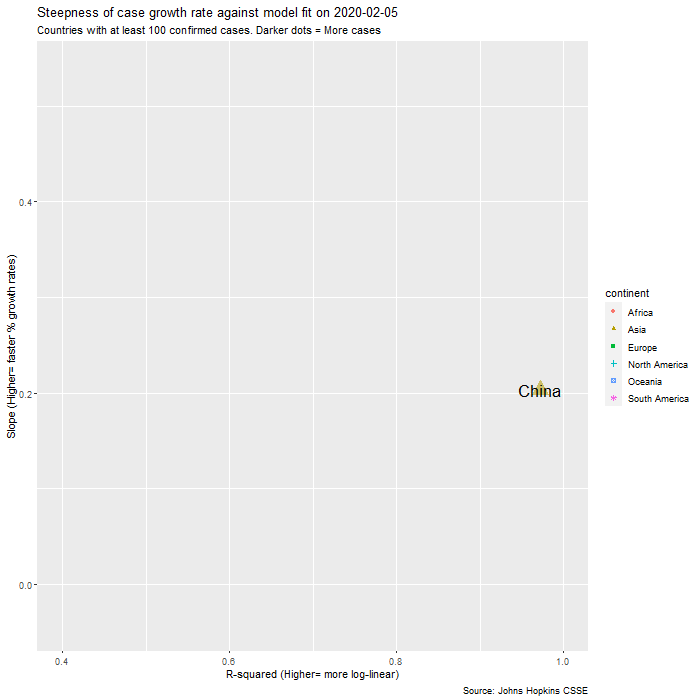 Steepness of case growth rate against model fit on 2020-02-05
Countries with at least 100 confirmed cases. Darker dots = More cases
Slope (Higher= faster % growth rates)
0.4
0.2
0.0
China
0.4
0.6
0.8
1.0
R-squared (Higher= more log-linear)
continent
Africa
Asia
Europe
North America
Oceania
South America
Source: Johns Hopkins CSSE